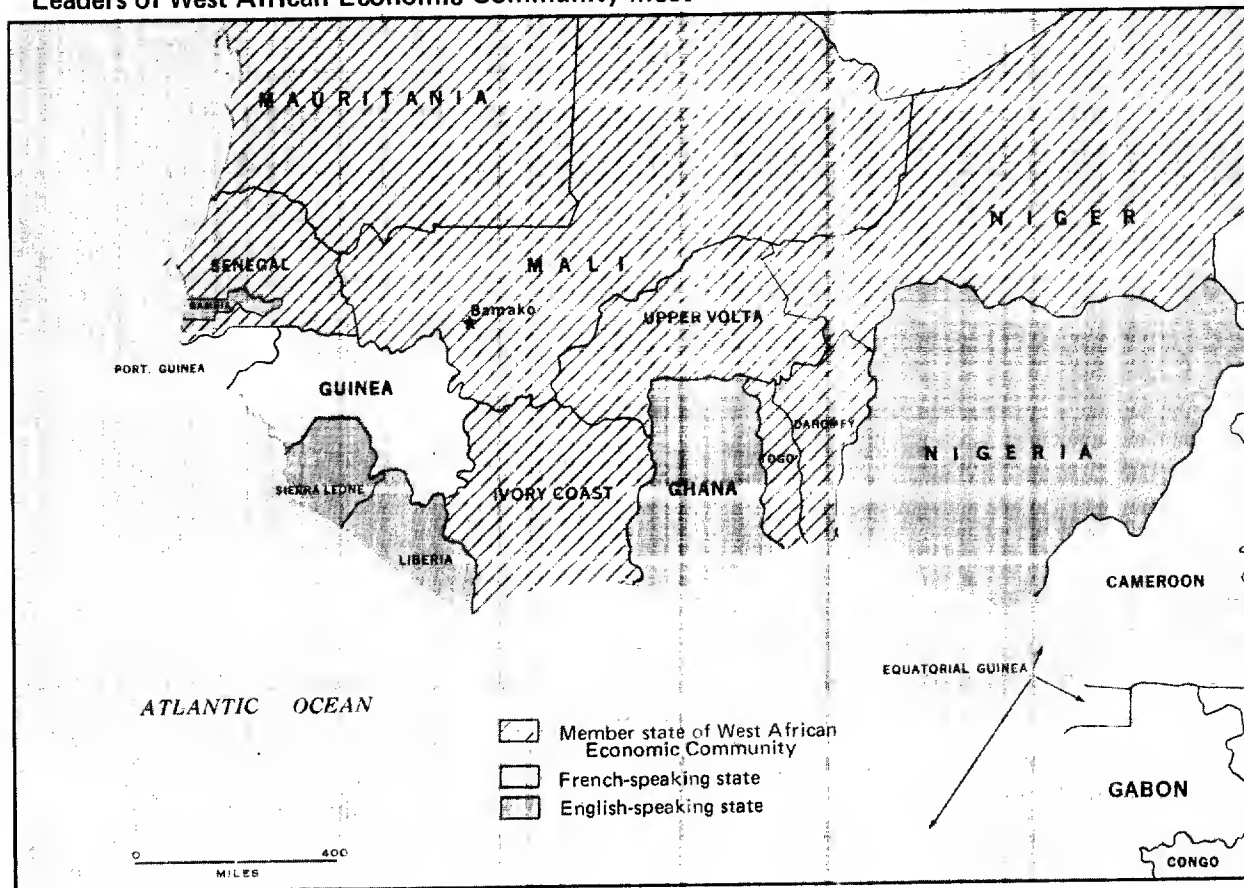 Leaders of West African Economic Community meet
MAURITANIA
NIGER
SENEGAL
MALI
GAMBIA
Bamako
UPPER VOLTA
PORT. GUINEA
GUINEA
DAHOMEY
NIGERIA
TOGO
SIERRA LEONE
IVORY COAST
GHANA
LIBERIA
CAMEROON
EQUATORIAL GUINEA
ATLANTIC OCEAN
Member state of West African
Economic Community
French-speaking state
English-speaking state
GABON
0 400
MILES
CONGO